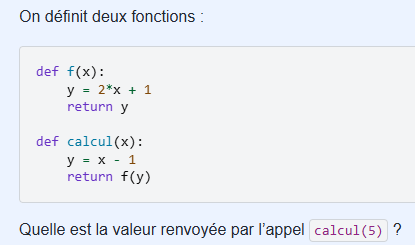 On définit deux fonctions :
def f(x):
    y = 2*x + 1
    return y
def calcul(x):
    y = x - 1
    return f(y)
Quelle est la valeur renvoyée par l’appel calcul(5) ?